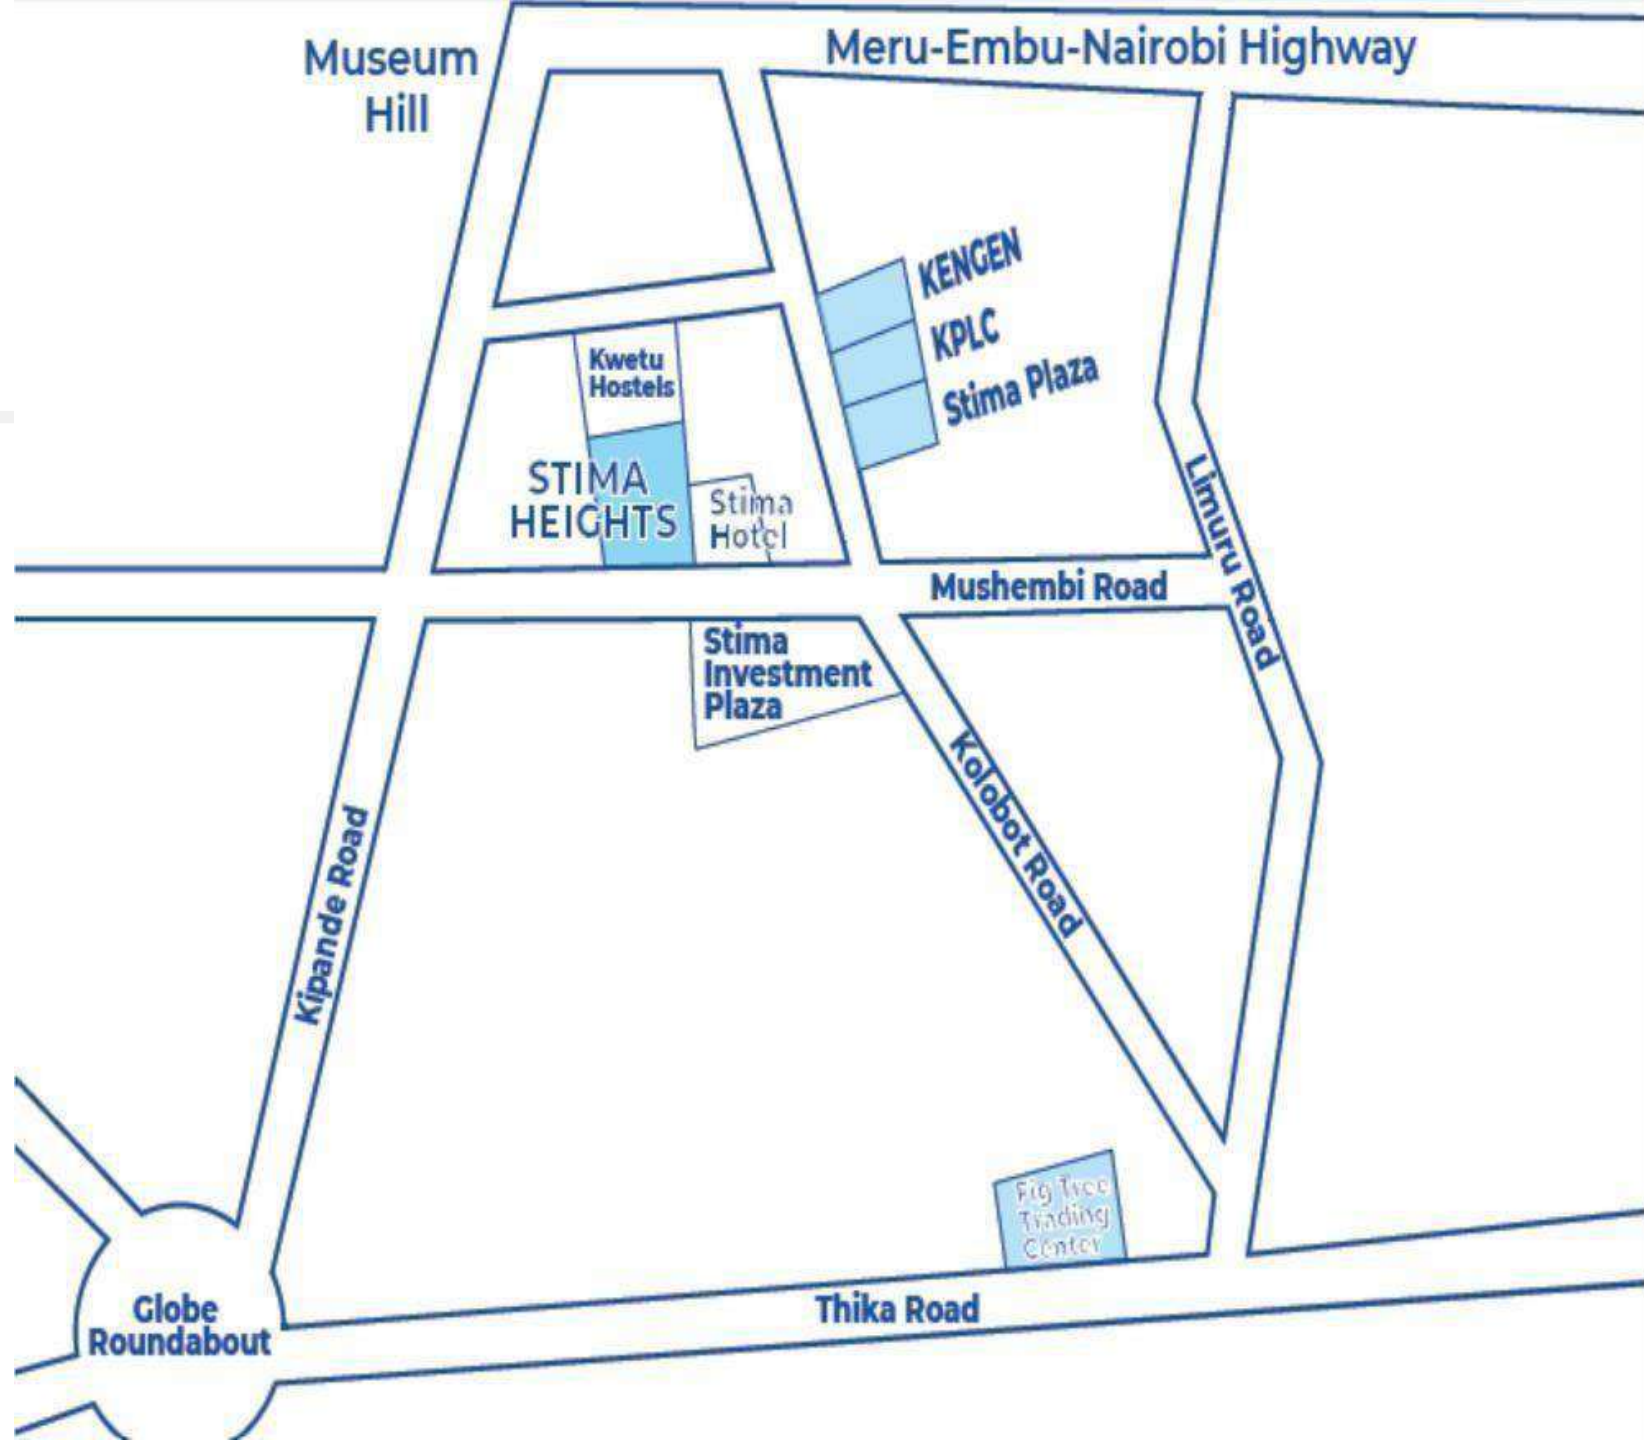 Museum
Hill
Meru-Embu-Nairobi Highway
KENGEN
KPLC
Stima Plaza
Kwetu
Hostels
STIMA
HEIGHTS
Stima
Hotel
Limuru Road
Mushembi Road
Stima
Investment
Plaza
Kolobot Road
Kipande Road
Fig Tree
Trading
Center
Globe
Roundabout
Thika Road